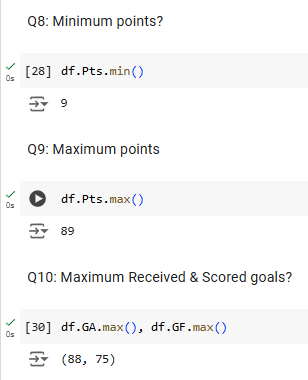 Q8: Minimum points?
0s
[28] df.Pts.min()
9
Q9: Maximum points
0s
df.Pts.max()
89
Q10: Maximum Received & Scored goals?
0s
[30] df.GA.max(), df.GF.max()
(88, 75)